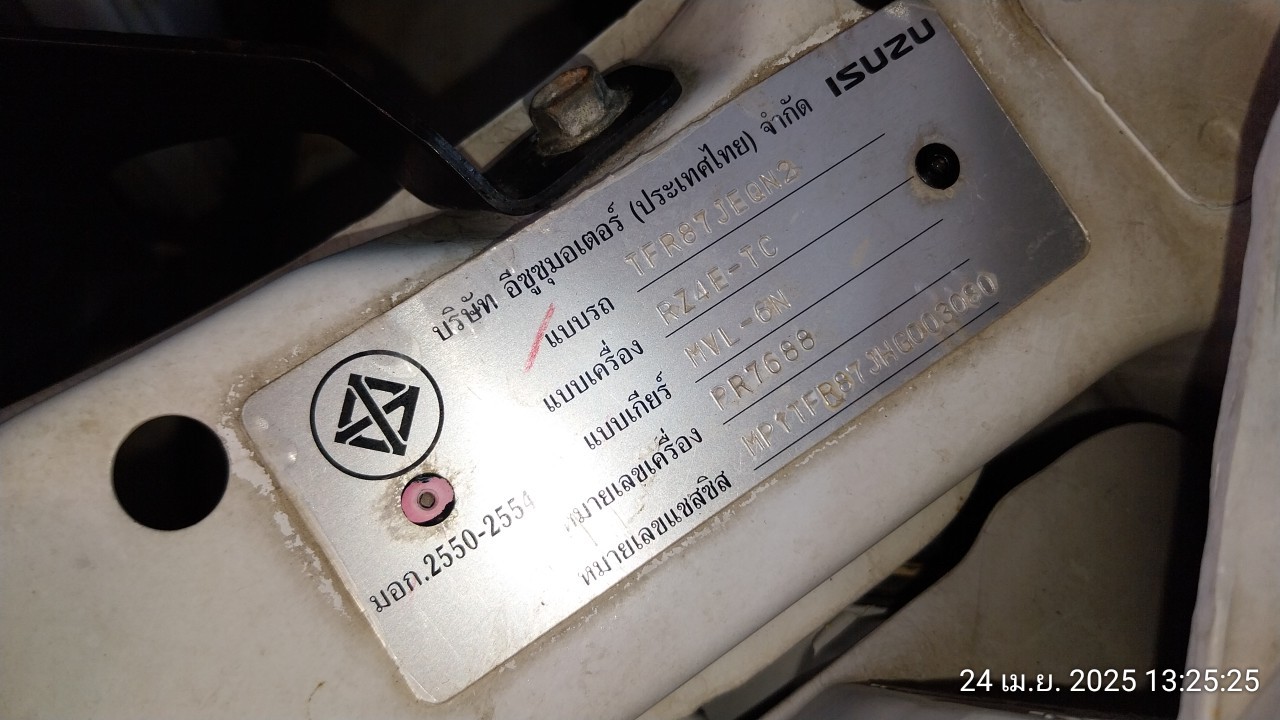 ISUZU
บริษัท อีซูซุมอเตอร์ (ประเทศไทย) จำกัด
แบบรถ TFR87JEQN2
แบบเครื่อง RZ4E-TC
แบบเกียร์ MVL-6N
หมายเลขเครื่อง PR7688
หมายเลขแชสซิส MP1TFR87JHG003060
มอก.2550-2554
24 เม.ย. 2025 13:25:25